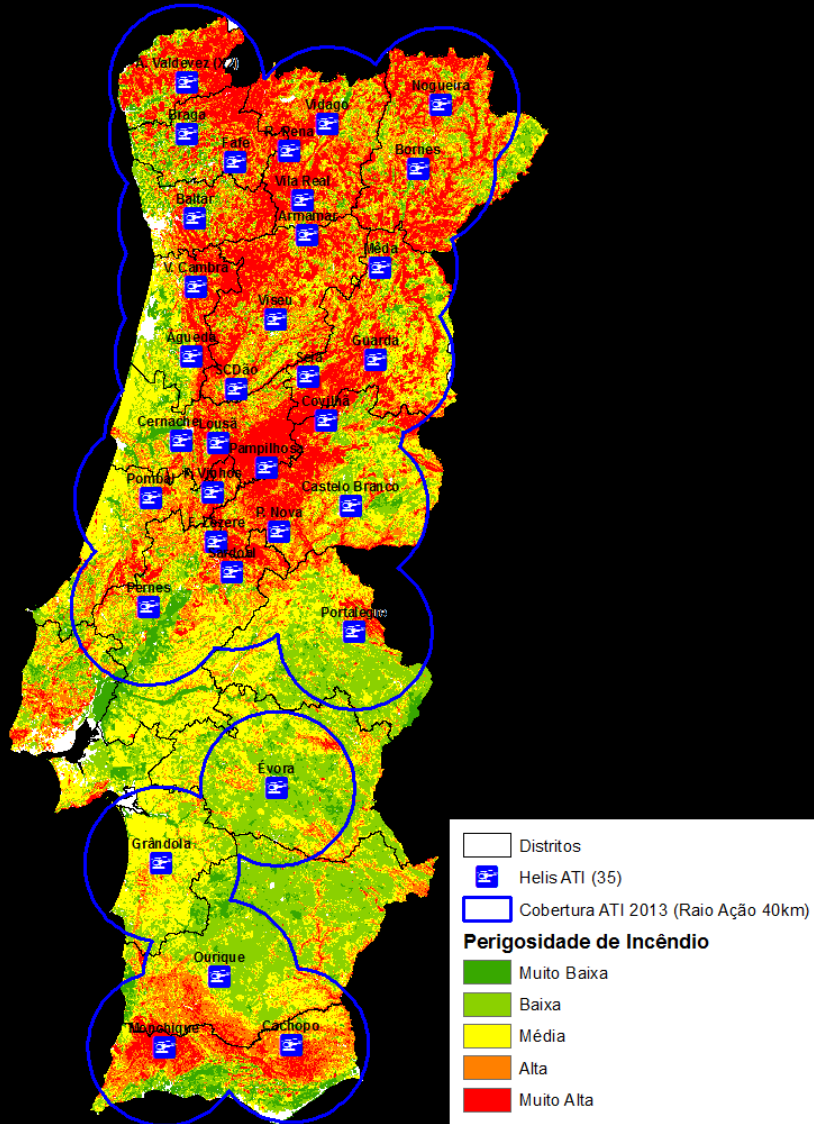 A. Valdevez (X2)
Nogueira
Braga
Vidago
Fafe
R. Pena
Bornes
Vila Real
Baltar
Armamar
Mêda
V. Cambra
Viseu
Águeda
Guarda
SCDão
Seia
Covilhã
Cernache
Lousã
Pampilhosa
Pombal
Castelo Branco
P. Nova
F. Zêzere
Sardoal
Pernes
Portalegre
Évora
Grândola
Ourique
Monchique
Cachopo
Distritos
Helis ATI (35)
Cobertura ATI 2013 (Raio Ação 40km)
Perigosidade de Incêndio
Muito Baixa
Baixa
Média
Alta
Muito Alta